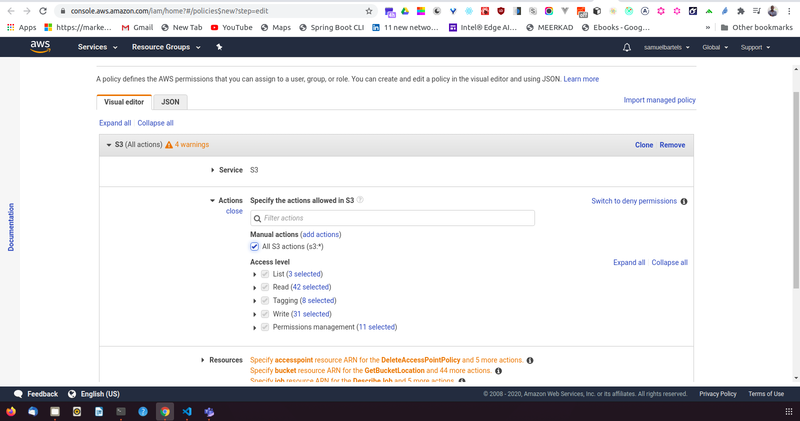 console.aws.amazon.com/iam/home?#/policies$new?step=edit
Apps
https://marke...
Gmail
New Tab
YouTube
Maps
Spring Boot CLI
11 new netwo...
Intel® Edge AI...
MEERKAD
Ebooks - Goog...
»
Other bookmarks
aws
Services
Resource Groups
samuelbartels
Global
Support
A policy defines the AWS permissions that you can assign to a user, group, or role. You can create and edit a policy in the visual editor and using JSON. Learn more
Visual editor
JSON
Import managed policy
Expand all
Collapse all
S3 (All actions) 4 warnings
Clone
Remove
Service
S3
Actions
close
Specify the actions allowed in S3
Switch to deny permissions
Filter actions
Manual actions (add actions)
All S3 actions (s3:*)
Access level
Expand all
Collapse all
List (3 selected)
Read (42 selected)
Tagging (8 selected)
Write (31 selected)
Permissions management (11 selected)
Resources
Specify accesspoint resource ARN for the DeleteAccessPointPolicy and 5 more actions.
Specify bucket resource ARN for the GetBucketLocation and 44 more actions.
Specify job resource ARN for the DescribeJob and 5 more actions.
Documentation
Feedback
English (US)
© 2008 - 2020, Amazon Web Services, Inc. or its affiliates. All rights reserved.
Privacy Policy
Terms of Use